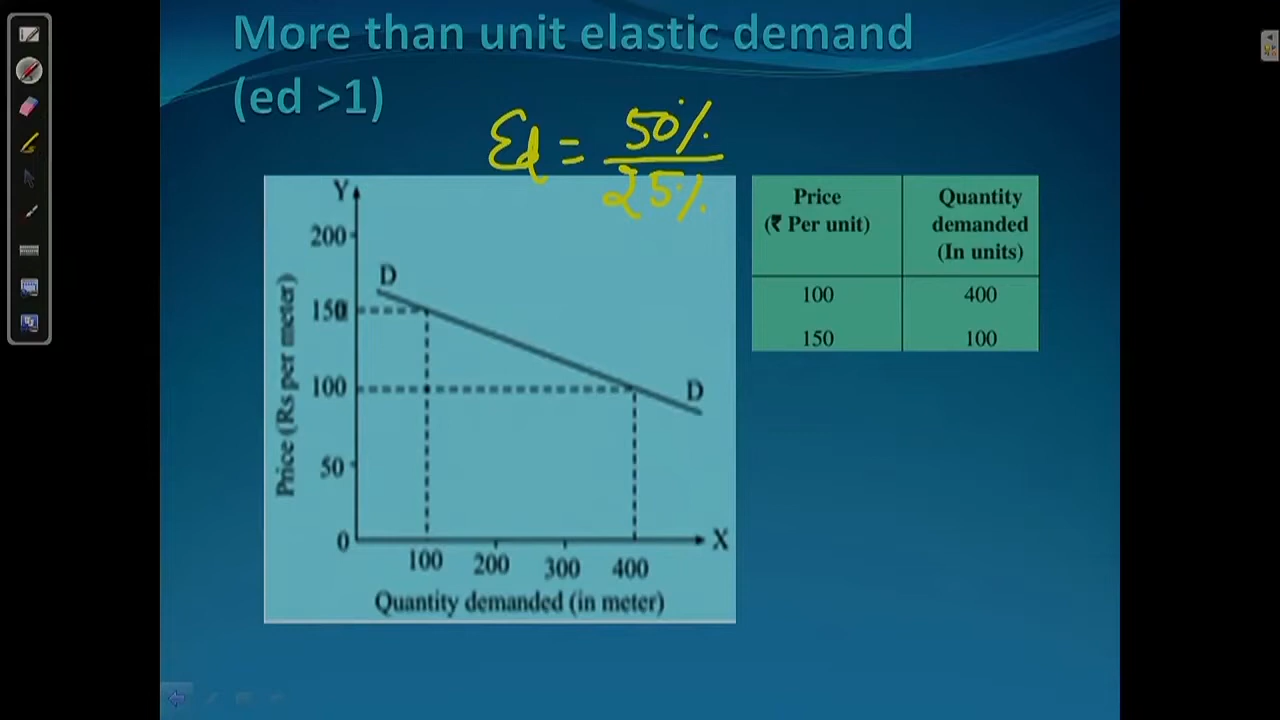 More than unit elastic demand
(ed >1)
Ed = 50%
25%
Y
200
D
150
100
D
50
0
X
100 200 300 400
Price (Rs per meter)
Quantity demanded (in meter)
Price Quantity
(₹ Per unit) demanded
(In units)
100 400
150 100